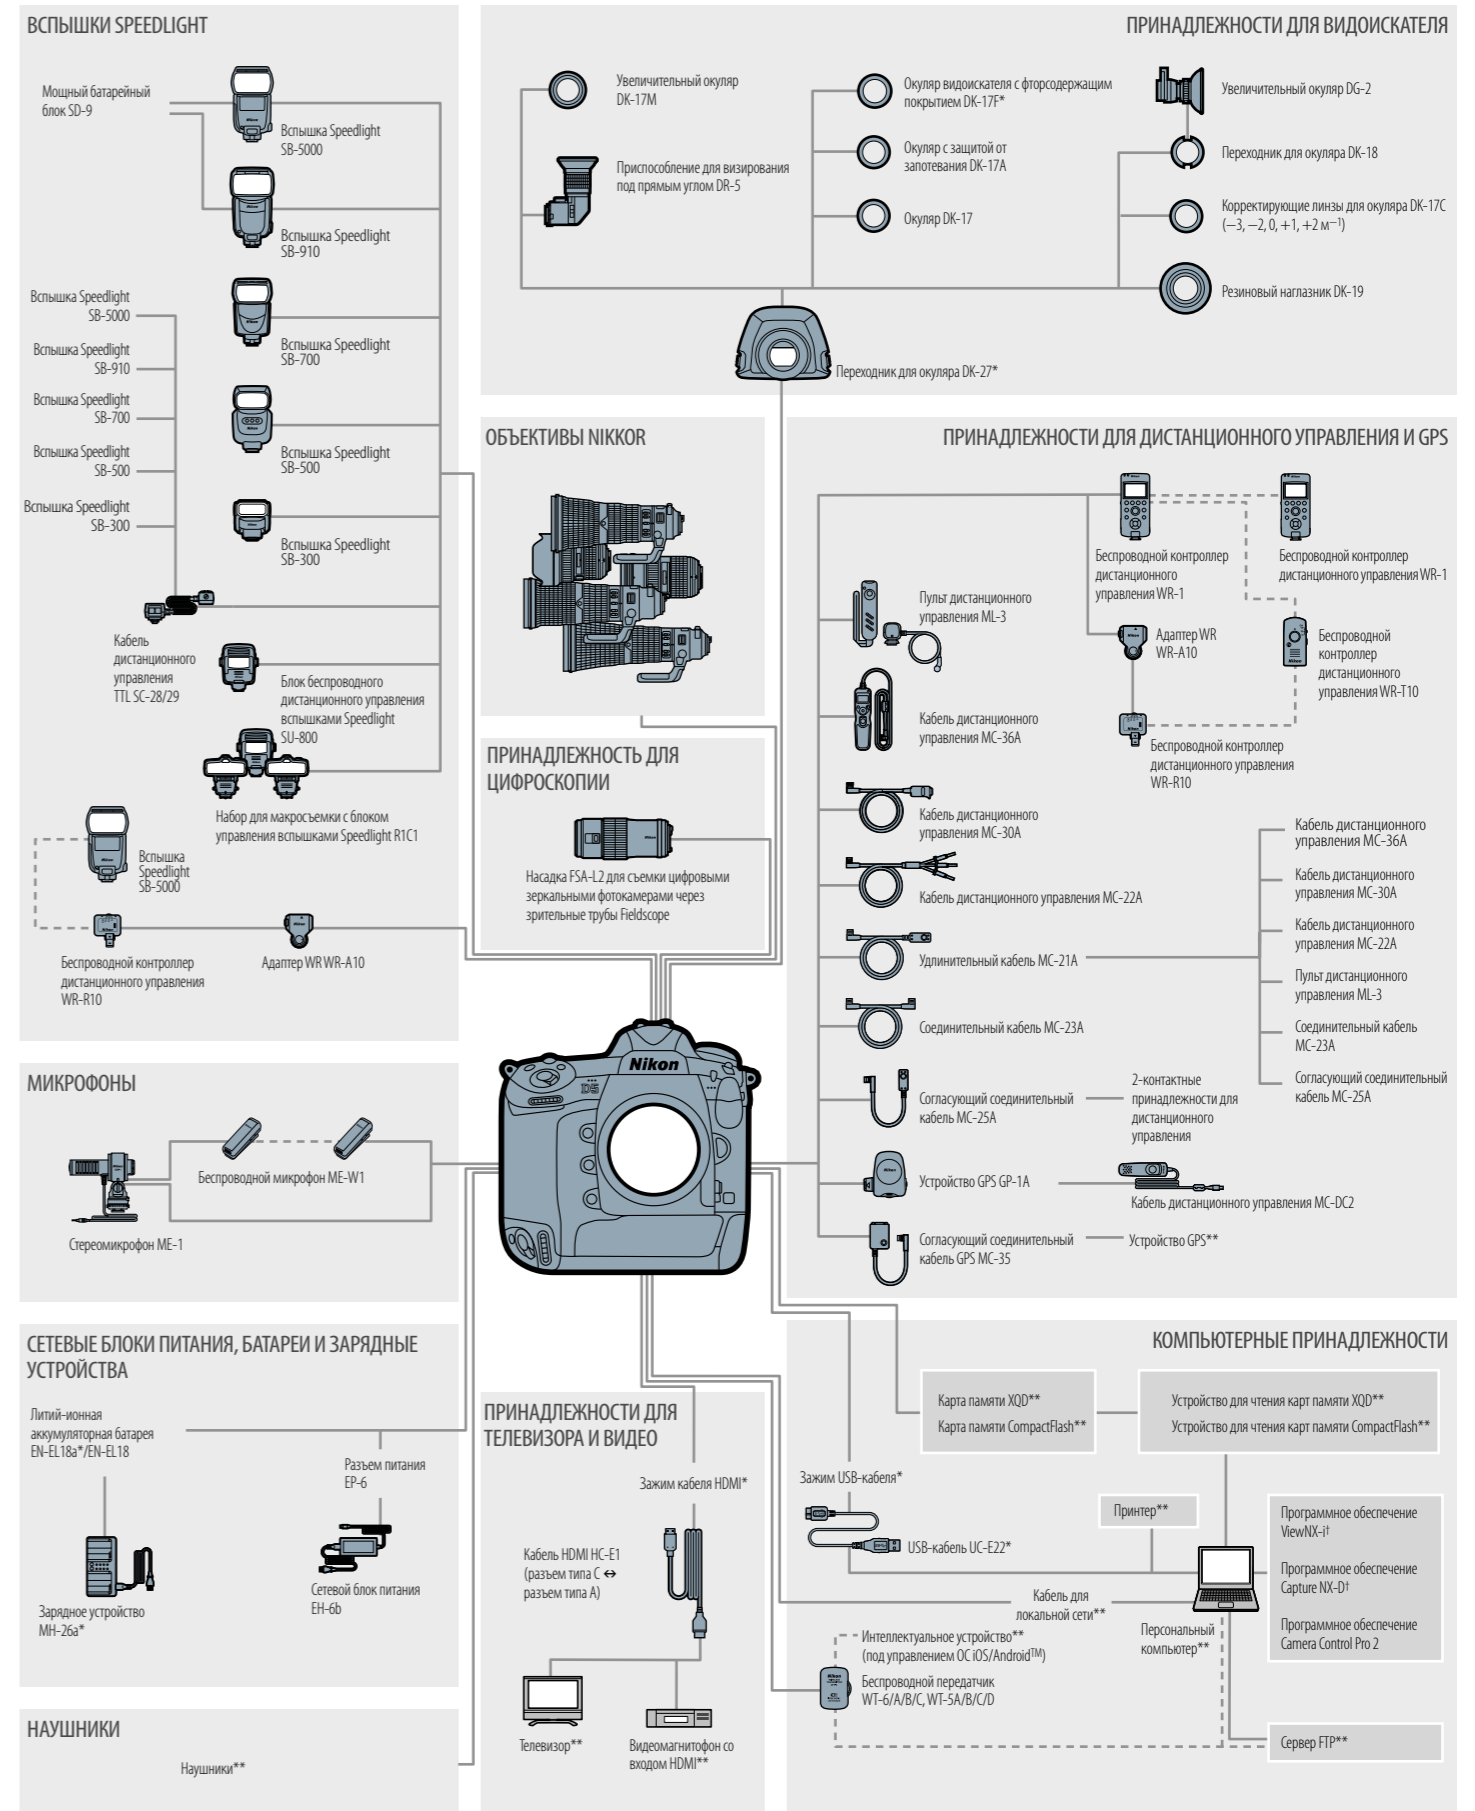 ВСПЫШКИ SPEEDLIGHT
Мощный батарейный
блок SD-9
Вспышка Speedlight
SB-5000
Вспышка Speedlight
SB-910
Вспышка Speedlight
SB-700
Вспышка Speedlight
SB-500
Вспышка Speedlight
SB-300
Вспышка Speedlight
SB-5000
Вспышка Speedlight
SB-910
Вспышка Speedlight
SB-700
Вспышка Speedlight
SB-500
Вспышка Speedlight
SB-300
Кабель
дистанционного
управления
TTL SC-28/29
Блок беспроводного
дистанционного управления
вспышками Speedlight
SU-800
Набор для макросъемки с блоком
управления вспышками Speedlight R1C1
Вспышка
Speedlight
SB-5000
Беспроводной контроллер
дистанционного управления
WR-R10
Адаптер WR WR-A10
ПРИНАДЛЕЖНОСТИ ДЛЯ ВИДОИСКАТЕЛЯ
Увеличительный окуляр
DK-17M
Приспособление для визирования
под прямым углом DR-5
Окуляр видоискателя с фторсодержащим
покрытием DK-17F*
Окуляр с защитой от
запотевания DK-17A
Окуляр DK-17
Увеличительный окуляр DG-2
Переходник для окуляра DK-18
Корректирующие линзы для окуляра DK-17C
(−3, −2, 0, +1, +2 м−1)
Резиновый наглазник DK-19
Переходник для окуляра DK-27*
ОБЪЕКТИВЫ NIKKOR
ПРИНАДЛЕЖНОСТЬ ДЛЯ
ЦИФРОСКОПИИ
Насадка FSA-L2 для съемки цифровыми
зеркальными фотокамерами через
зрительные трубы Fieldscope
ПРИНАДЛЕЖНОСТИ ДЛЯ ДИСТАНЦИОННОГО УПРАВЛЕНИЯ И GPS
Беспроводной контроллер
дистанционного
управления WR-1
Беспроводной контроллер
дистанционного управления WR-1
Пульт дистанционного
управления ML-3
Адаптер WR
WR-A10
Беспроводной
контроллер
дистанционного
управления WR-T10
Кабель дистанционного
управления MC-36A
Беспроводной контроллер
дистанционного управления
WR-R10
Кабель дистанционного
управления MC-30A
Кабель дистанционного управления MC-22A
Удлинительный кабель MC-21A
Кабель дистанционного
управления MC-36A
Кабель дистанционного
управления MC-30A
Кабель дистанционного
управления MC-22A
Пульт дистанционного
управления ML-3
Соединительный кабель
MC-23A
Согласующий соединительный
кабель MC-25A
Соединительный кабель MC-23A
Согласующий соединительный
кабель MC-25A
2-контактные
принадлежности для
дистанционного
управления
Устройство GPS GP-1A
Кабель дистанционного управления MC-DC2
Согласующий соединительный
кабель GPS MC-35
Устройство GPS**
Nikon
D5
МИКРОФОНЫ
Беспроводной микрофон ME-W1
Стереомикрофон ME-1
СЕТЕВЫЕ БЛОКИ ПИТАНИЯ, БАТАРЕИ И ЗАРЯДНЫЕ
УСТРОЙСТВА
Литий-ионная
аккумуляторная батарея
EN-EL18a*/EN-EL18
Разъем питания
EP-6
Зарядное устройство
MH-26a*
Сетевой блок питания
EH-6b
НАУШНИКИ
Наушники**
ПРИНАДЛЕЖНОСТИ ДЛЯ
ТЕЛЕВИЗОРА И ВИДЕО
Зажим кабеля HDMI*
Кабель HDMI HC-E1
(разъем типа C ↔
разъем типа A)
Телевизор**
Видеомагнитофон со
входом HDMI**
КОМПЬЮТЕРНЫЕ ПРИНАДЛЕЖНОСТИ
Карта памяти XQD**
Карта памяти CompactFlash**
Устройство для чтения карт памяти XQD**
Устройство для чтения карт памяти CompactFlash**
Зажим USB-кабеля*
USB-кабель UC-E22*
Принтер**
Программное обеспечение
ViewNX-i†
Программное обеспечение
Capture NX-D†
Программное обеспечение
Camera Control Pro 2
Кабель для
локальной сети**
Персональный
компьютер**
Интеллектуальное устройство**
(под управлением ОС iOS/Android™)
Беспроводной передатчик
WT-6/A/B/C, WT-5A/B/C/D
Сервер FTP**